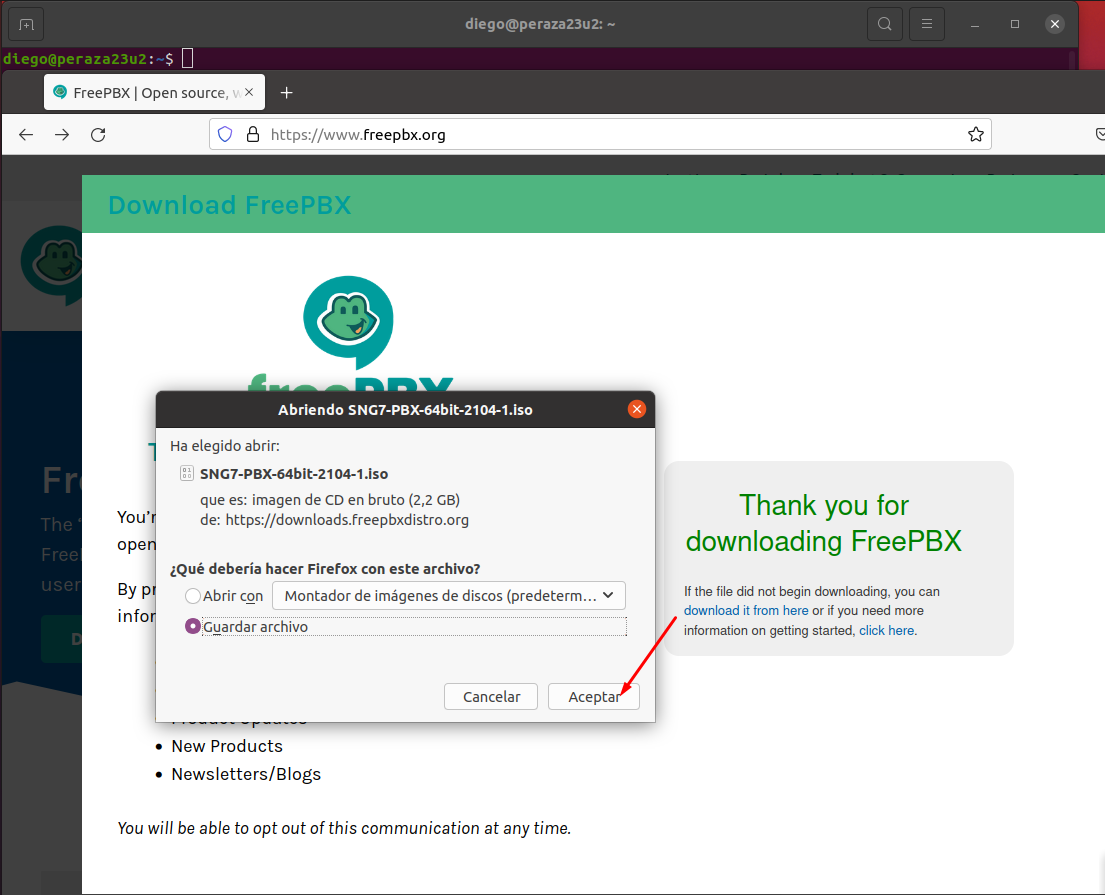 diego@peraza23u2: ~
diego@peraza23u2:~$
FreePBX | Open source, w
https://www.freepbx.org
Download FreePBX
freePBX
Abriendo SNG7-PBX-64bit-2104-1.iso
Ha elegido abrir:
SNG7-PBX-64bit-2104-1.iso
que es: imagen de CD en bruto (2,2 GB)
de: https://downloads.freepbxdistro.org
¿Qué debería hacer Firefox con este archivo?
Abrir con
Montador de imágenes de discos (predeterm…
Guardar archivo
Cancelar
Aceptar
Thank you for
downloading FreePBX
If the file did not begin downloading, you can
download it from here or if you need more
information on getting started, click here.
You'r
open
By pr
infor
Product Updates
New Products
Newsletters/Blogs
You will be able to opt out of this communication at any time.
Fr
The
Free
user
D